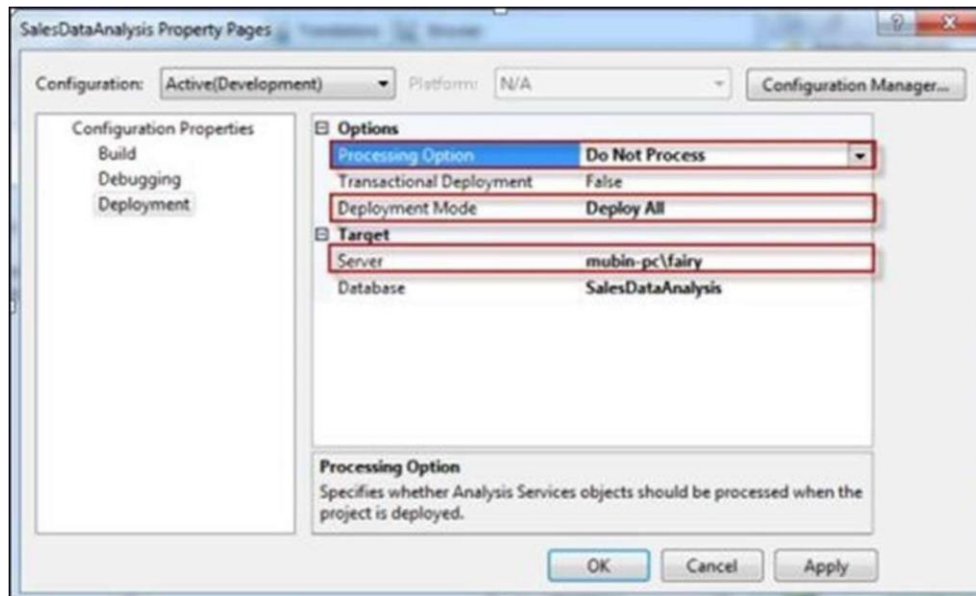 SalesDataAnalysis Property Pages
Configuration: Active(Development) Platform: N/A Configuration Manager...
Configuration Properties
Build
Debugging
Deployment
Options
Processing Option Do Not Process
Transactional Deployment False
Deployment Mode Deploy All
Target
Server mubin-pc\fairy
Database SalesDataAnalysis
Processing Option
Specifies whether Analysis Services objects should be processed when the
project is deployed.
OK Cancel Apply